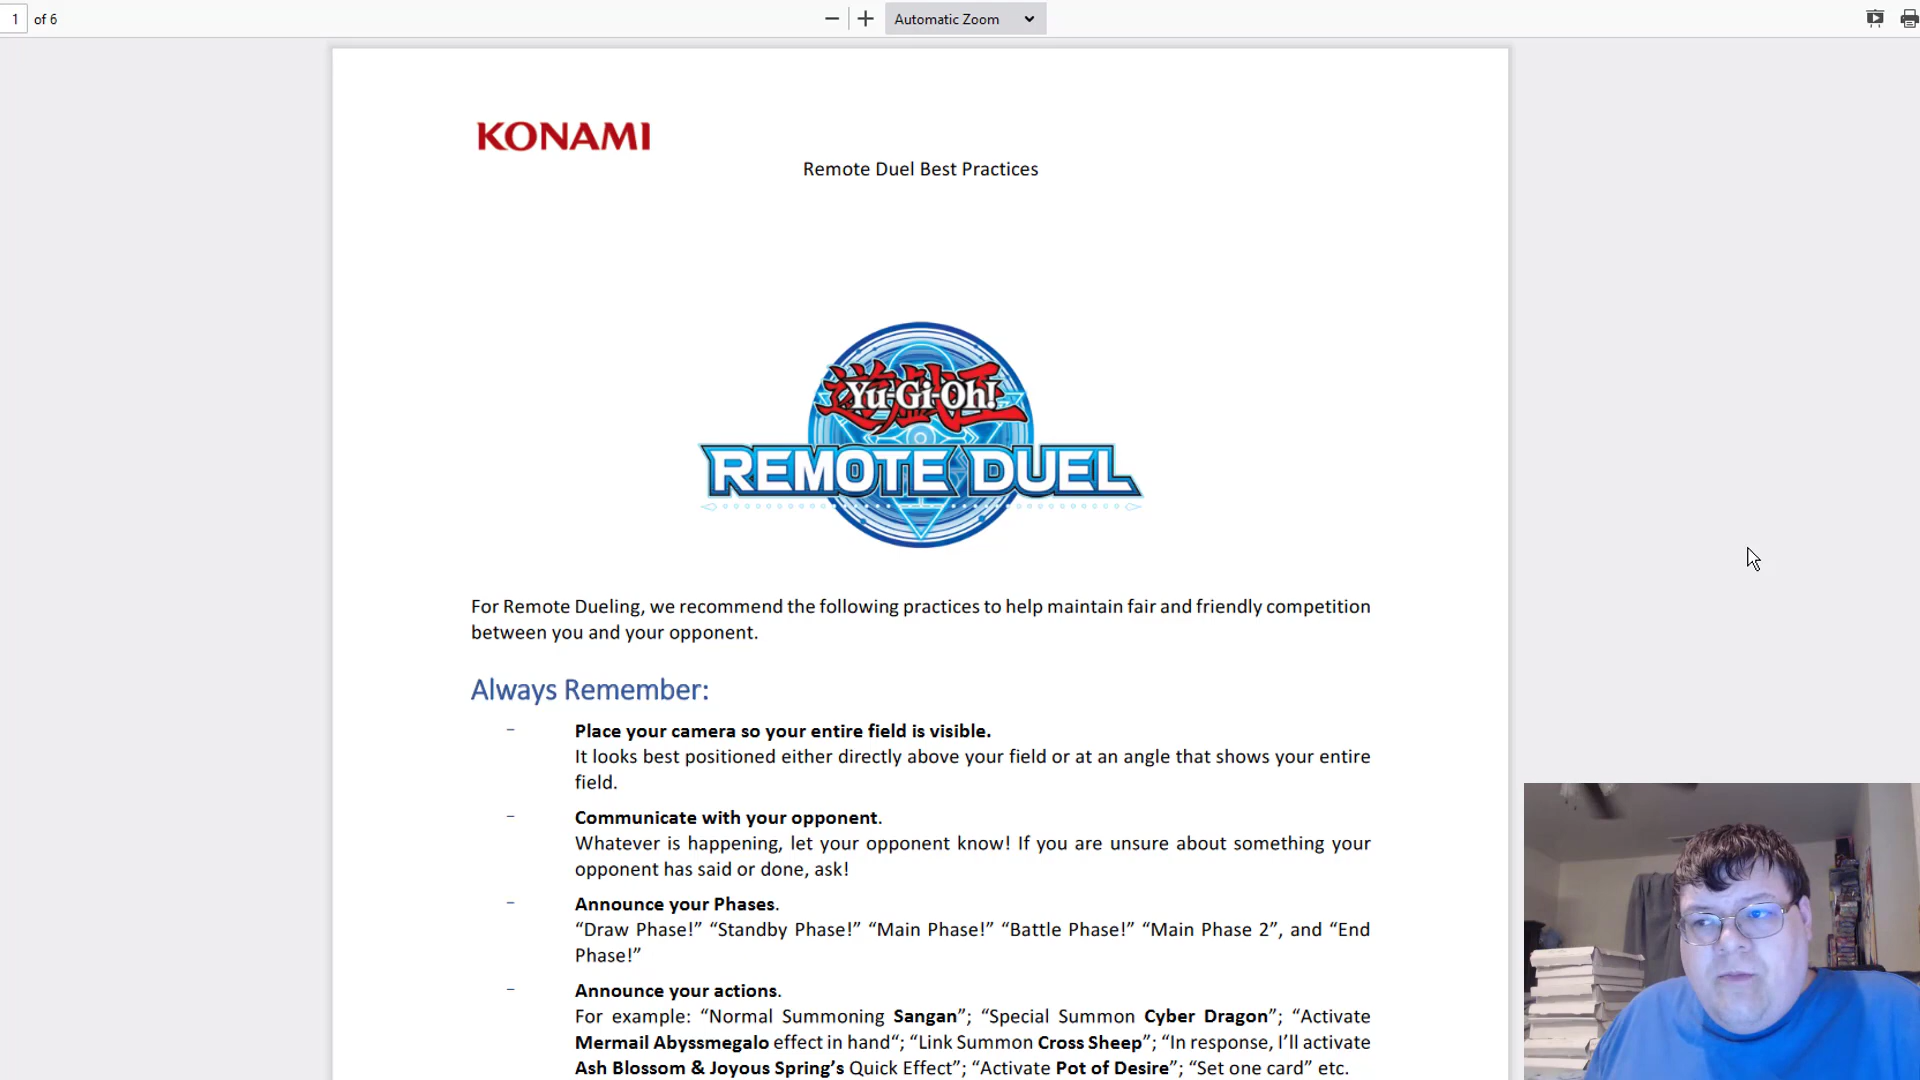 1 of 6
Automatic Zoom
KONAMI
Remote Duel Best Practices
Yu-Gi-Oh!
REMOTE DUEL
For Remote Dueling, we recommend the following practices to help maintain fair and friendly competition
between you and your opponent.
Always Remember:
- Place your camera so your entire field is visible.
It looks best positioned either directly above your field or at an angle that shows your entire
field.
- Communicate with your opponent.
Whatever is happening, let your opponent know! If you are unsure about something your
opponent has said or done, ask!
- Announce your Phases.
“Draw Phase!” “Standby Phase!” “Main Phase!” “Battle Phase!” “Main Phase 2”, and “End
Phase!”
- Announce your actions.
For example: “Normal Summoning Sangan”; “Special Summon Cyber Dragon”; “Activate
Mermail Abyssmegalo effect in hand“; “Link Summon Cross Sheep”; “In response, I’ll activate
Ash Blossom & Joyous Spring’s Quick Effect”; “Activate Pot of Desire”; “Set one card” etc.